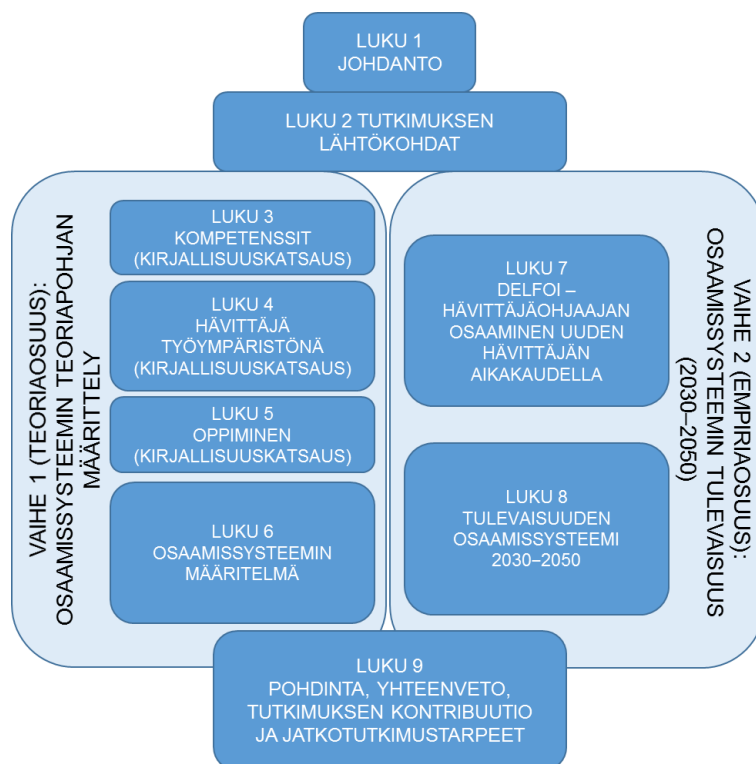 LUKU 1
JOHDANTO
LUKU 2 TUTKIMUKSEN
LÄHTÖKOHDAT
VAIHE 1 (TEORIAOSUUS):
OSAAMISSYSTEEMIN TEORIAPOHJAN
MÄÄRITTELY
LUKU 3
KOMPETENSSIT
(KIRJALLISUUSKATSAUS)
LUKU 4
HÄVITTÄJÄ
TYÖYMPÄRISTÖNÄ
(KIRJALLISUUSKATSAUS)
LUKU 5
OPPIMINEN
(KIRJALLISUUSKATSAUS)
LUKU 6
OSAAMISSYSTEEMIN
MÄÄRITELMÄ
LUKU 7
DELFOI –
HÄVITTÄJÄOHJAAJAN
OSAAMINEN UUDEN
HÄVITTÄJÄN
AIKAKAUDELLA
LUKU 8
TULEVAISUUDEN
OSAAMISSYSTEEMI
2030–2050
VAIHE 2 (EMPIRIAOSUUS):
OSAAMISSYSTEEMIN TULEVAISUUS
(2030–2050)
LUKU 9
POHDINTA, YHTEENVETO,
TUTKIMUKSEN KONTRIBUUTIO
JA JATKOTUTKIMUSTARPEET